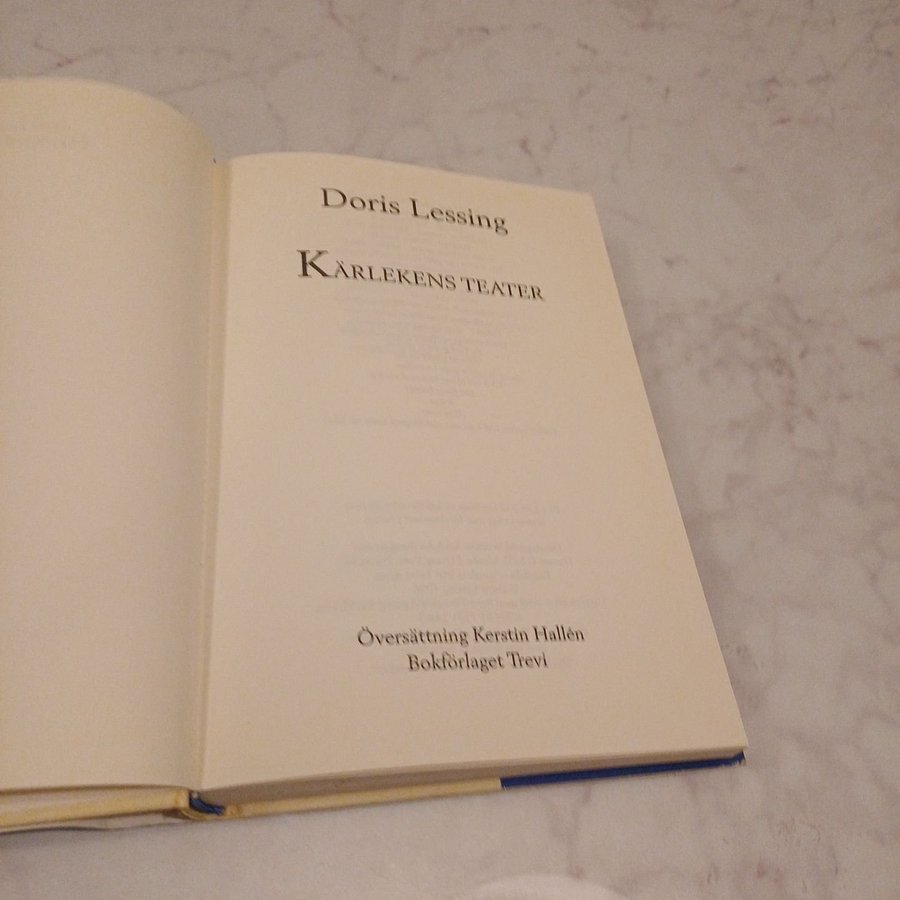 Doris Lessing
KÄRLEKENS TEATER
Översättning Kerstin Hallén
Bokförlaget Trevi